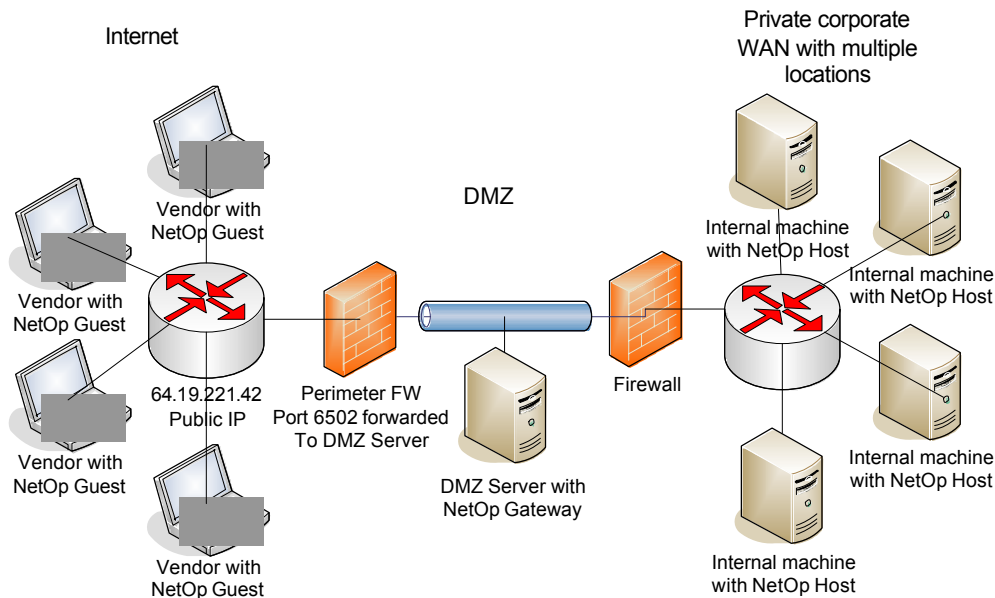 Internet
Private corporate
WAN with multiple
locations
DMZ
Vendor with
NetOp Guest
Vendor with
NetOp Guest
Vendor with
NetOp Guest
Vendor with
NetOp Guest
64.19.221.42
Public IP
Perimeter FW
Port 6502 forwarded
To DMZ Server
DMZ Server with
NetOp Gateway
Firewall
Internal machine
with NetOp Host
Internal machine
with NetOp Host
Internal machine
with NetOp Host
Internal machine
with NetOp Host